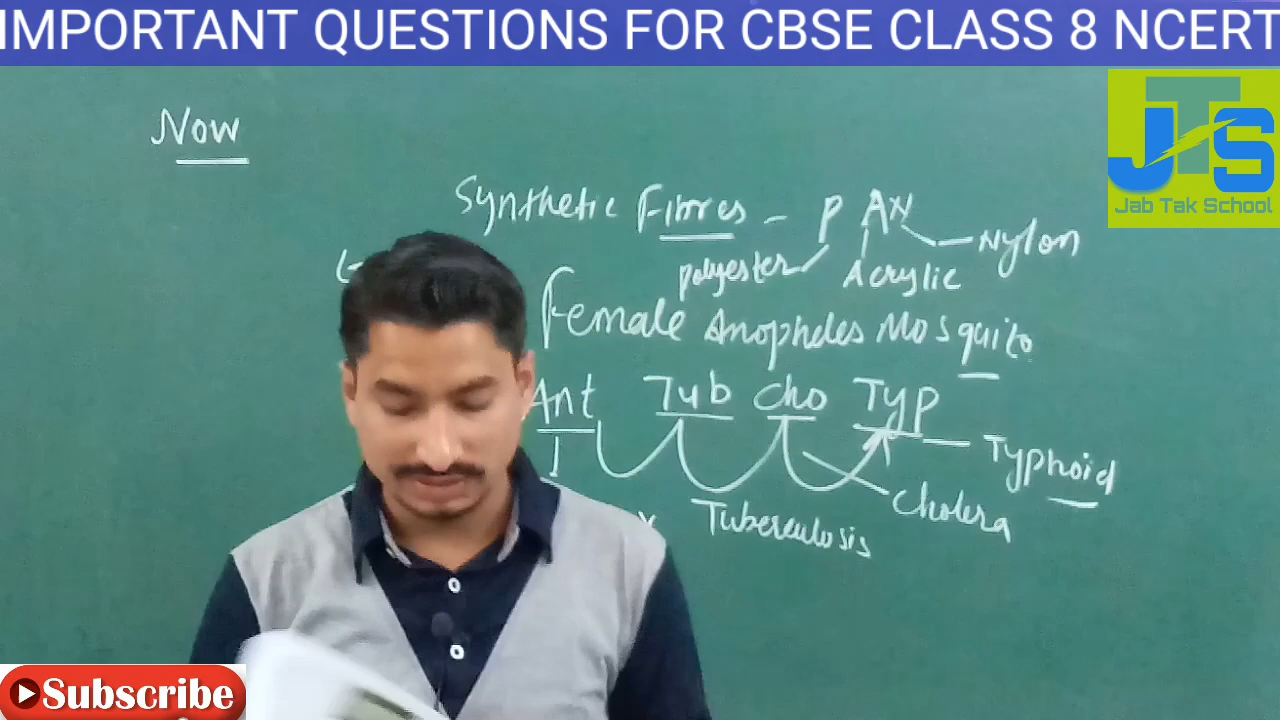 IMPORTANT QUESTIONS FOR CBSE CLASS 8 NCERT
JTS
Jab Tak School
Now
Synthetic Fibres - P A N
Polyester Acrylic Nylon
Female Anopheles Mosquito
Ant Tub Cho Typ
Typhoid
Cholera
Tuberculosis
Subscribe